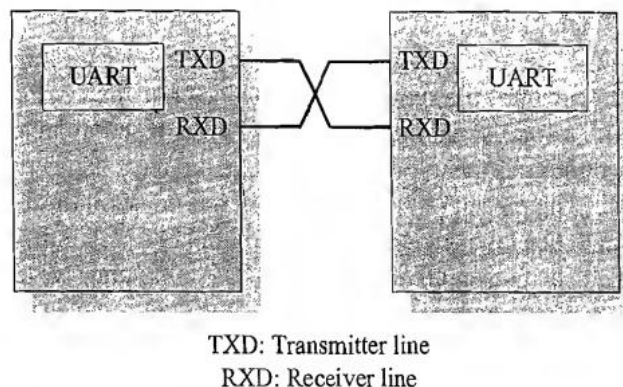 UART TXD TXD UART
RXD RXD
TXD: Transmitter line
RXD: Receiver line